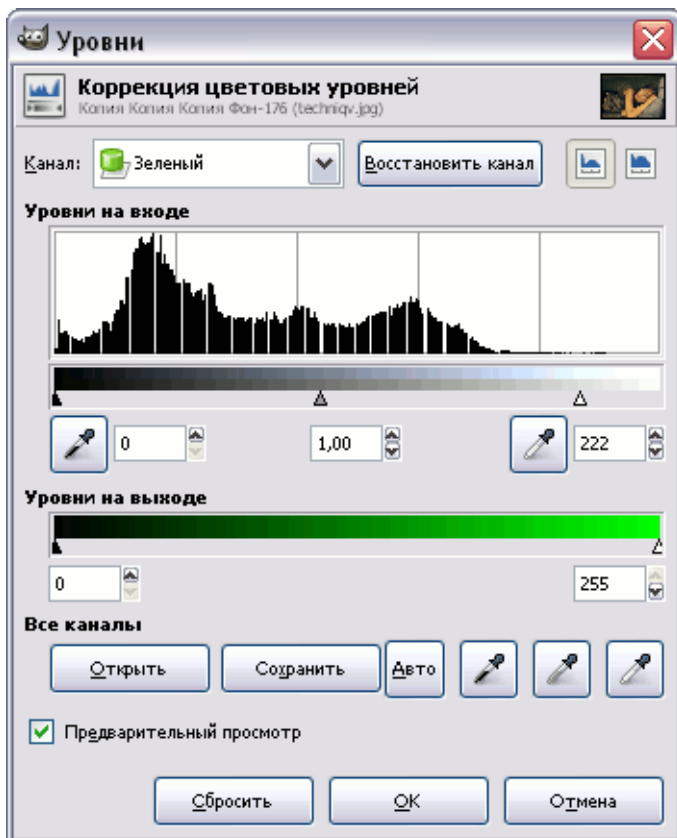 Уровни
Коррекция цветовых уровней
Копия Копия Копия Фон-176 (techniqv.jpg)
Канал: Зеленый Восстановить канал
Уровни на входе
0 1,00 222
Уровни на выходе
0 255
Все каналы
Открыть Сохранить Авто
Предварительный просмотр
Сбросить OK Отмена